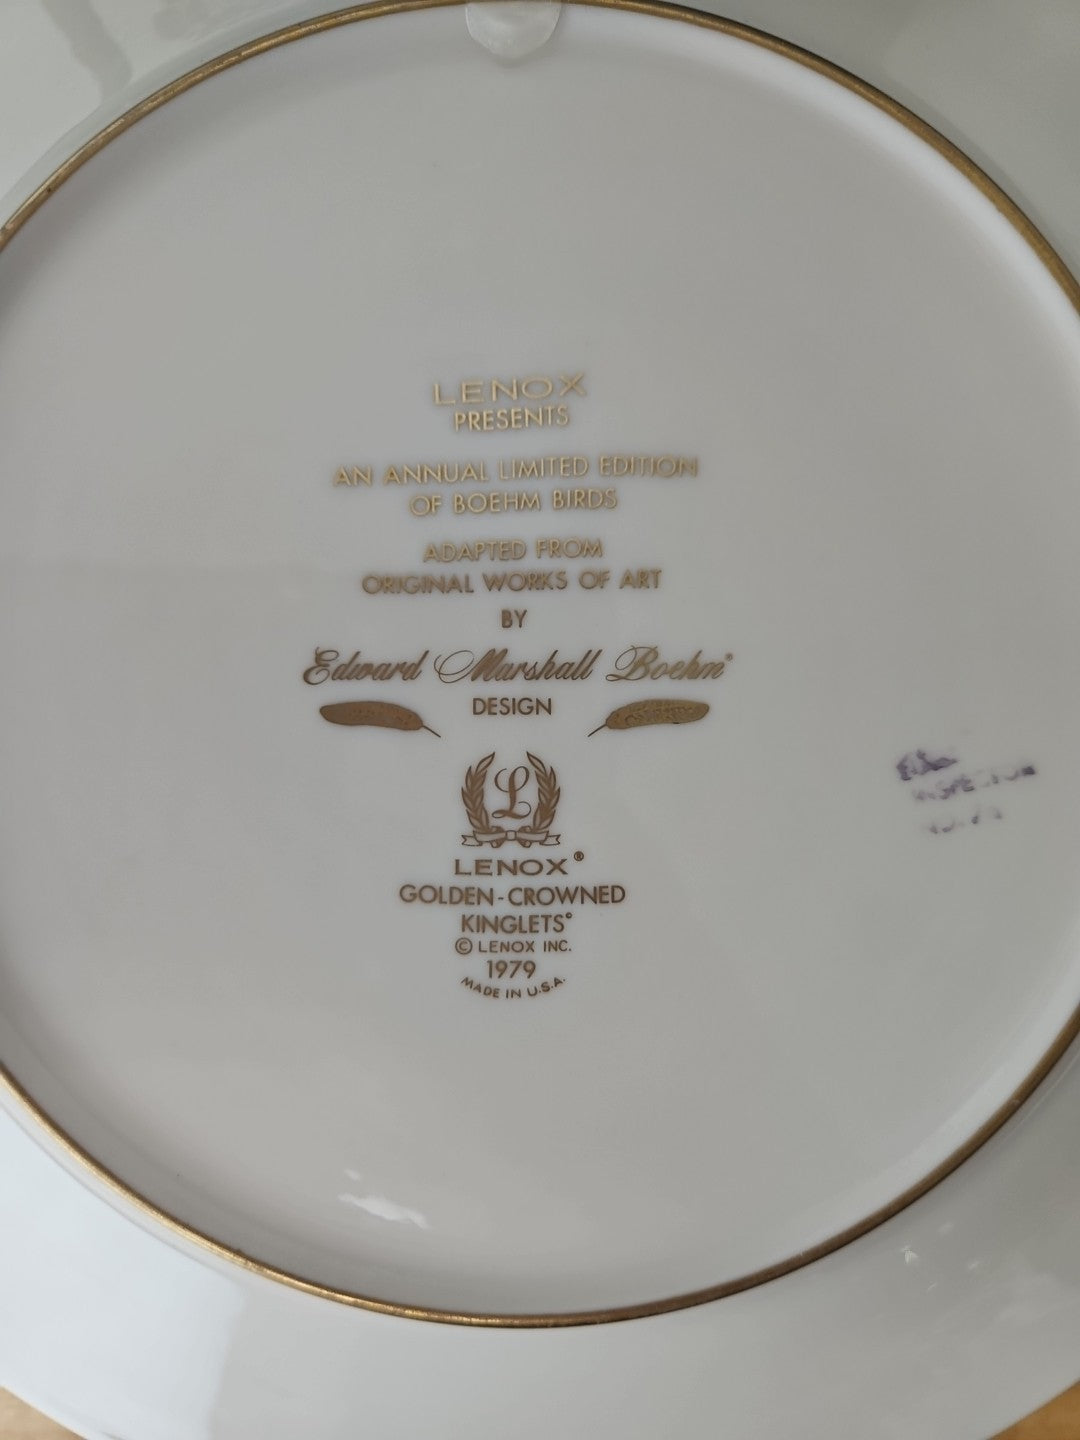 LENOX
PRESENTS
AN ANNUAL LIMITED EDITION
OF BOEHM BIRDS
ADAPTED FROM
ORIGINAL WORKS OF ART
BY
Edward Marshall Boehm®
DESIGN
L
LENOX®
GOLDEN-CROWNED
KINGLETS©
© LENOX INC.
1979
MADE IN U.S.A.
INSPECTOR